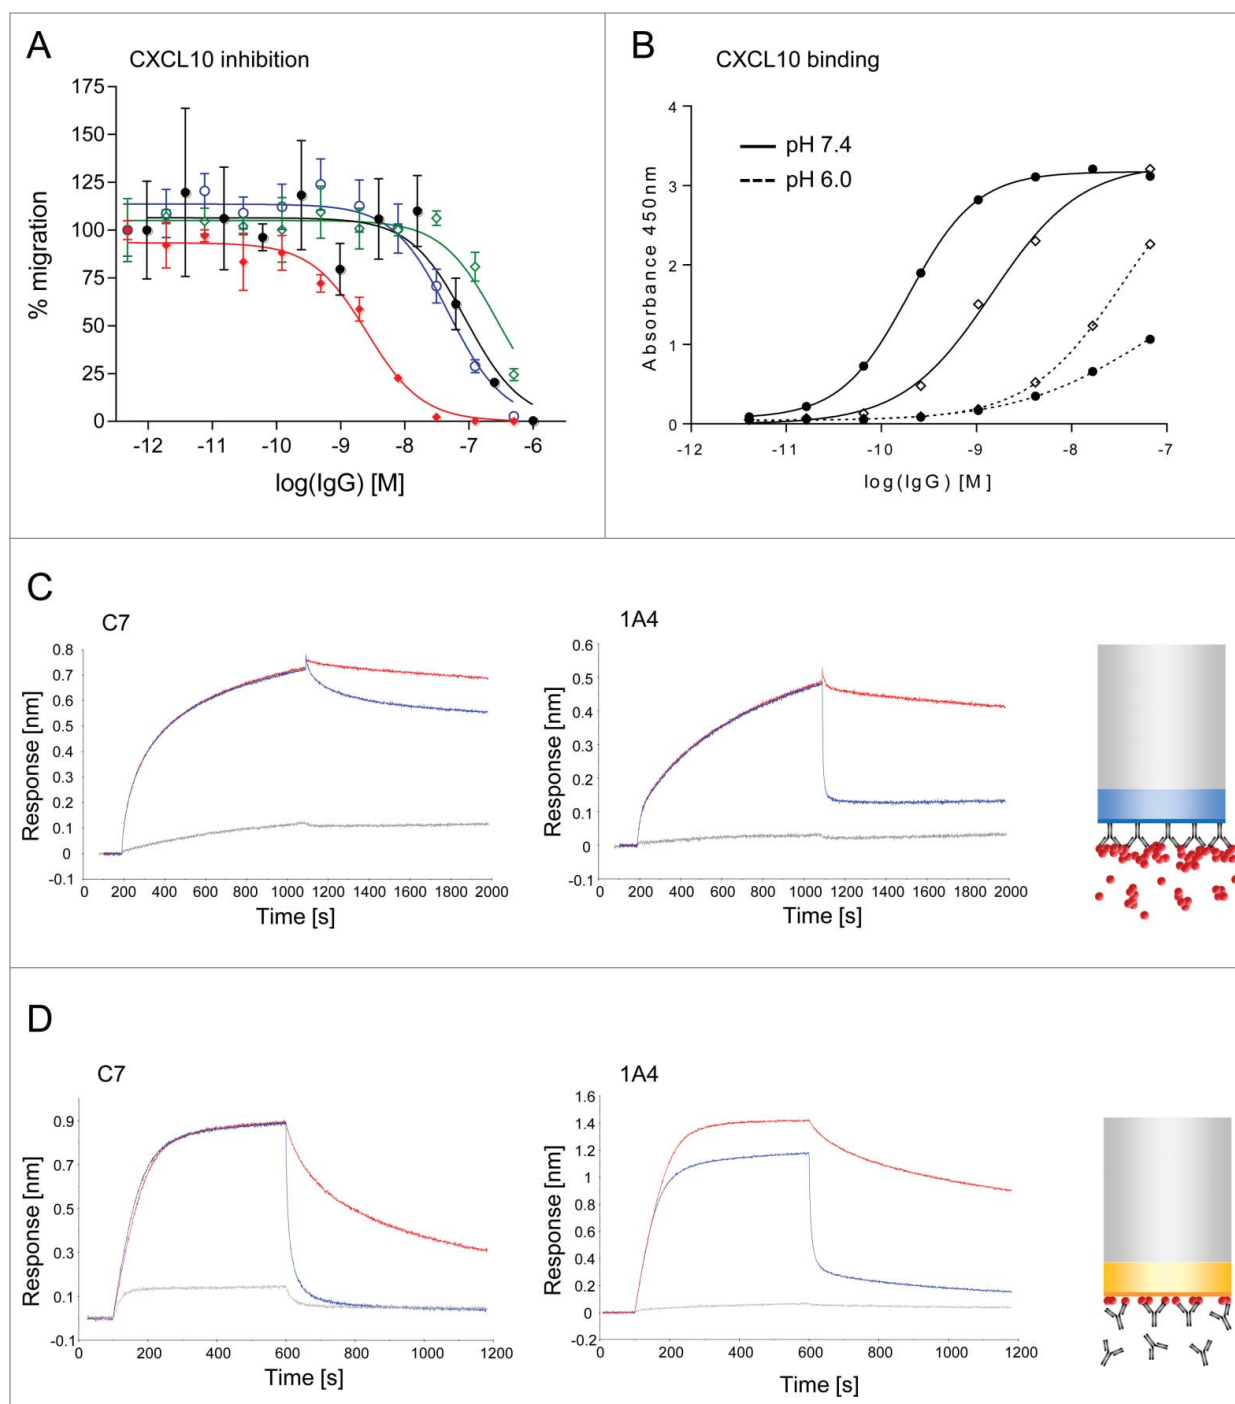 A
CXCL10 inhibition
175
150
125
100
75
50
25
0
% migration
-12 -11 -10 -9 -8 -7 -6 -5
log(IgG) [M]
B
CXCL10 binding
4
3
2
1
0
Absorbance 450nm
pH 7.4
pH 6.0
-12 -11 -10 -9 -8 -7
log(IgG) [M]
C
C7
0.8
0.7
0.6
0.5
0.4
0.3
0.2
0.1
0
-0.1
Response [nm]
0 200 400 600 800 1000 1200 1400 1600 1800 2000
Time [s]
1A4
0.6
0.5
0.4
0.3
0.2
0.1
0
-0.1
Response [nm]
0 200 400 600 800 1000 1200 1400 1600 1800 2000
Time [s]
D
C7
0.9
0.7
0.5
0.3
0.1
-0.1
Response [nm]
0 200 400 600 800 1000 1200
Time [s]
1A4
1.6
1.4
1.2
1
0.8
0.6
0.4
0.2
0
-0.2
Response [nm]
0 200 400 600 800 1000 1200
Time [s]